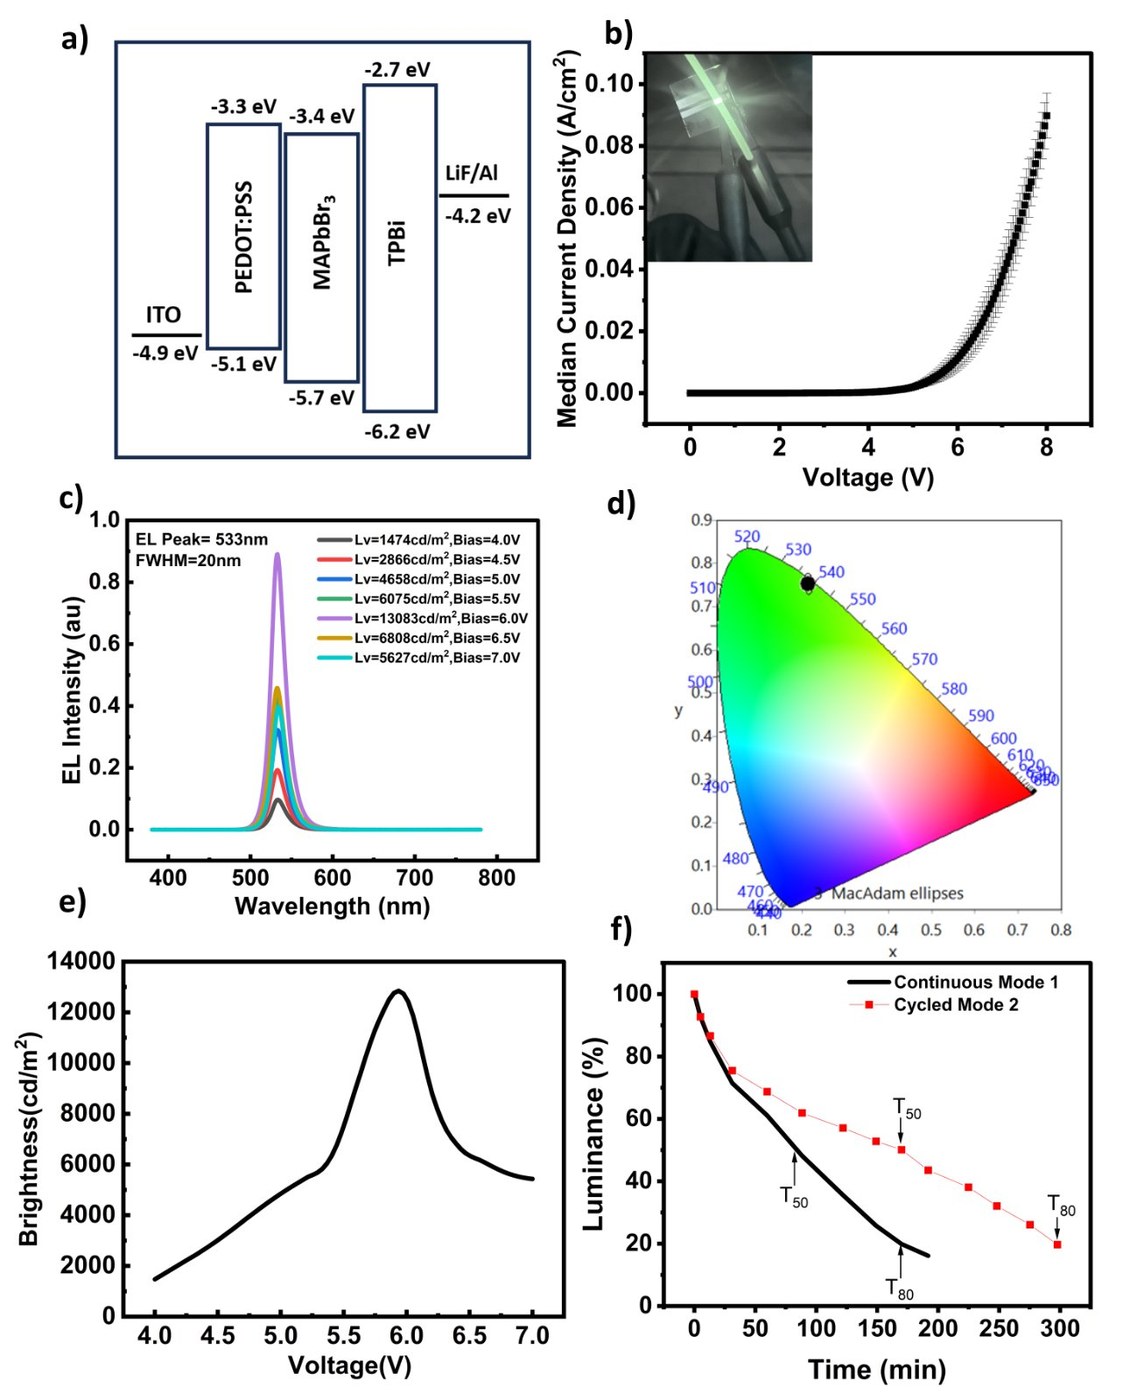 a)
-3.3 eV
-3.4 eV
-2.7 eV
PEDOT:PSS
MAPbBr3
TPBi
LiF/Al
-4.2 eV
ITO
-4.9 eV
-5.1 eV
-5.7 eV
-6.2 eV
b)
Median Current Density (A/cm2)
0.10
0.08
0.06
0.04
0.02
0.00
0 2 4 6 8
Voltage (V)
c)
EL Intensity (au)
1.0
0.8
0.6
0.4
0.2
0.0
EL Peak= 533nm
FWHM=20nm
Lv=1474cd/m2,Bias=4.0V
Lv=2866cd/m2,Bias=4.5V
Lv=4658cd/m2,Bias=5.0V
Lv=6075cd/m2,Bias=5.5V
Lv=13083cd/m2,Bias=6.0V
Lv=6808cd/m2,Bias=6.5V
Lv=5627cd/m2,Bias=7.0V
400 500 600 700 800
Wavelength (nm)
d)
y
0.9
0.8
0.7
0.6
0.5
0.4
0.3
0.2
0.1
0.0
520
530
540
510
550
560
570
500
580
590
600
610
620
490
480
470
460
3 MacAdam ellipses
0.1 0.2 0.3 0.4 0.5 0.6 0.7 0.8
x
e)
Brightness(cd/m2)
14000
12000
10000
8000
6000
4000
2000
0
4.0 4.5 5.0 5.5 6.0 6.5 7.0
Voltage(V)
f)
Luminance (%)
100
80
60
40
20
0
Continuous Mode 1
Cycled Mode 2
T50
T50
T80
T80
0 50 100 150 200 250 300
Time (min)